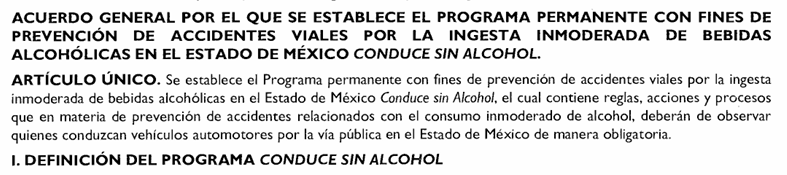 ACUERDO GENERAL POR EL QUE SE ESTABLECE EL PROGRAMA PERMANENTE CON FINES DE
PREVENCIÓN DE ACCIDENTES VIALES POR LA INGESTA INMODERADA DE BEBIDAS
ALCOHÓLICAS EN EL ESTADO DE MÉXICO CONDUCE SIN ALCOHOL.
ARTÍCULO ÚNICO. Se establece el Programa permanente con fines de prevención de accidentes viales por la ingesta
inmoderada de bebidas alcohólicas en el Estado de México Conduce sin Alcohol, el cual contiene reglas, acciones y procesos
que en materia de prevención de accidentes relacionados con el consumo inmoderado de alcohol, deberán de observar
quienes conduzcan vehículos automotores por la vía pública en el Estado de México de manera obligatoria.
I. DEFINICIÓN DEL PROGRAMA CONDUCE SIN ALCOHOL